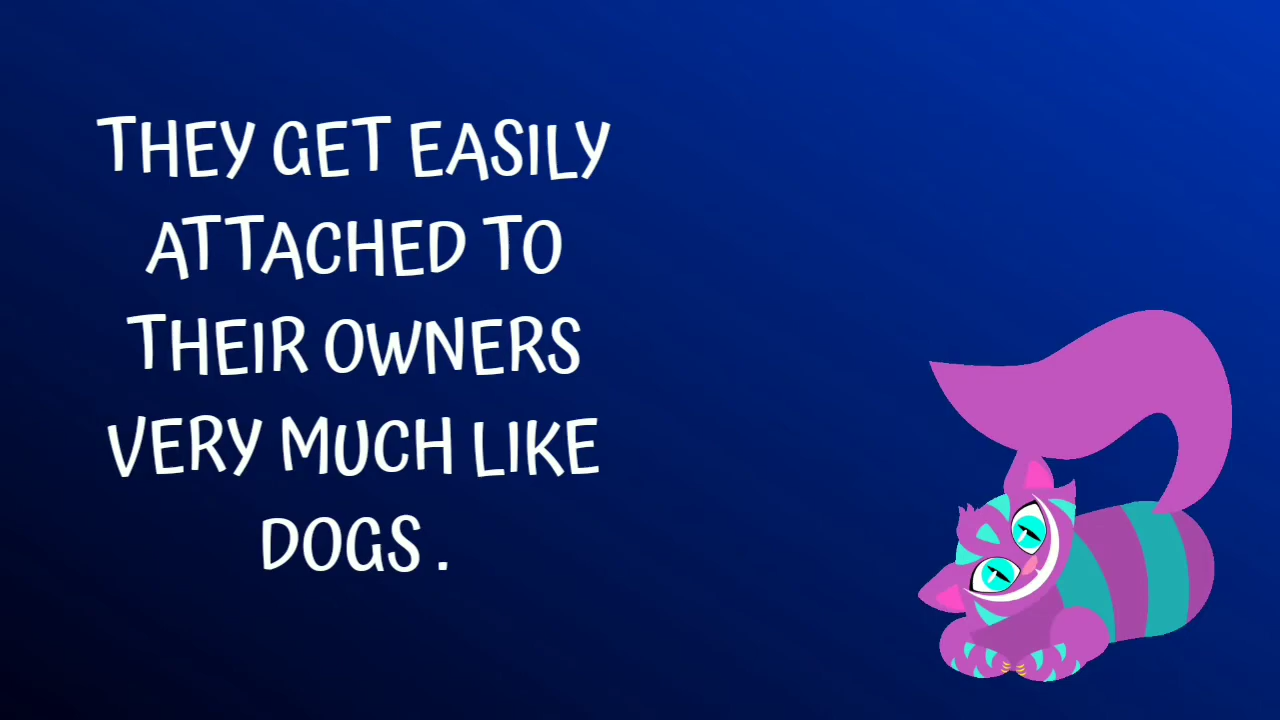 THEY GET EASILY
ATTACHED TO
THEIR OWNERS
VERY MUCH LIKE
DOGS .